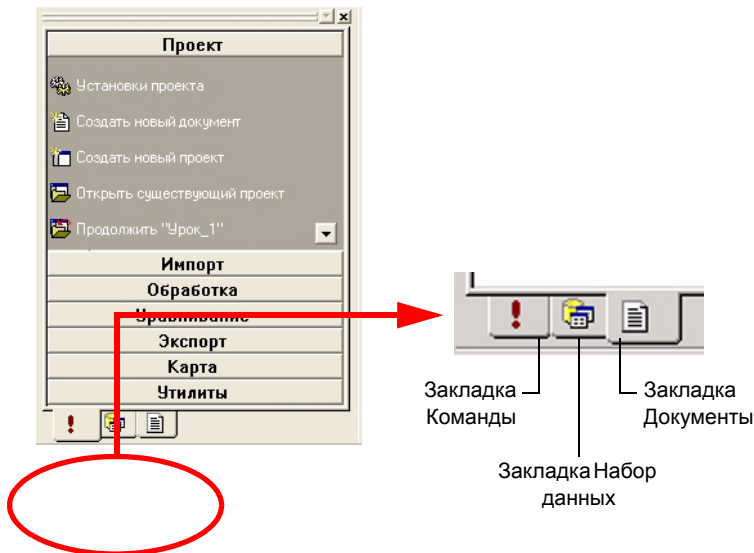 Проект
Установки проекта
Создать новый документ
Создать новый проект
Открыть существующий проект
Продолжить "Урок_1"
Импорт
Обработка
Уравнивание
Экспорт
Карта
Утилиты
Закладка
Команды
Закладка
Документы
Закладка Набор
данных